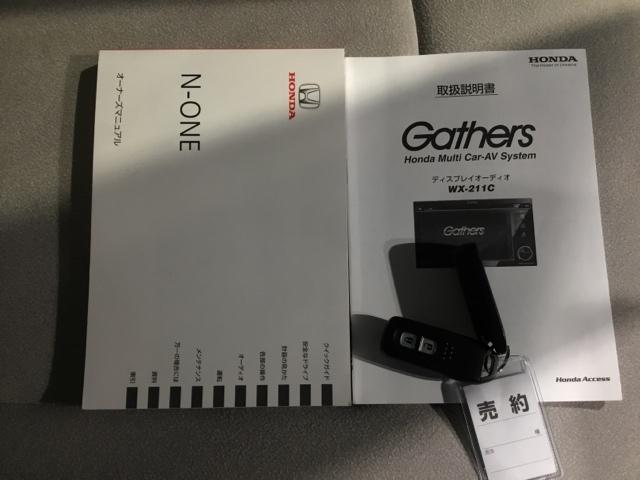 HONDA
N-ONE
オーナーズマニュアル
クイックガイド
安全なドライブ
計器の見かた
各部の操作
オーディオ
運転
メンテナンス
万一の場合には
資料
索引
HONDA
The Power of Dreams
取扱説明書
Gathers
Honda Multi Car-AV System
ディスプレイオーディオ
WX-211C
Gathers
Honda Access
売約
様